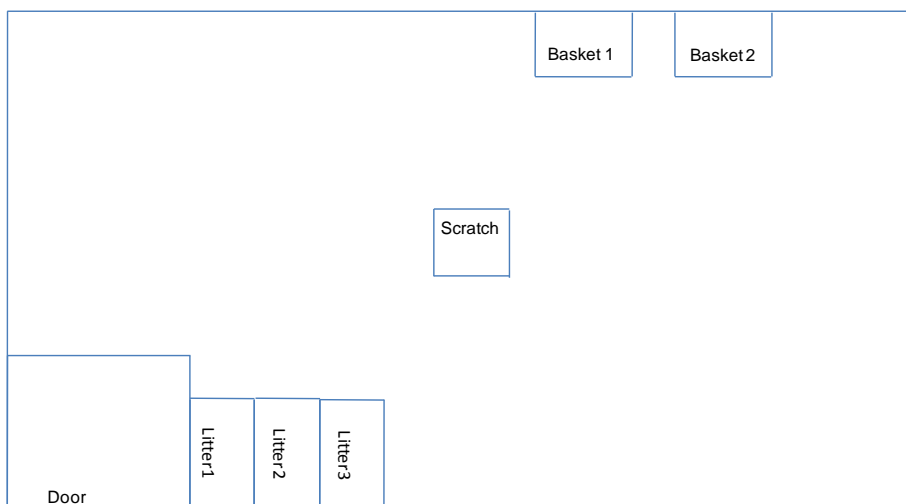 Basket 1
Basket 2
Scratch
Litter1
Litter2
Litter3
Door